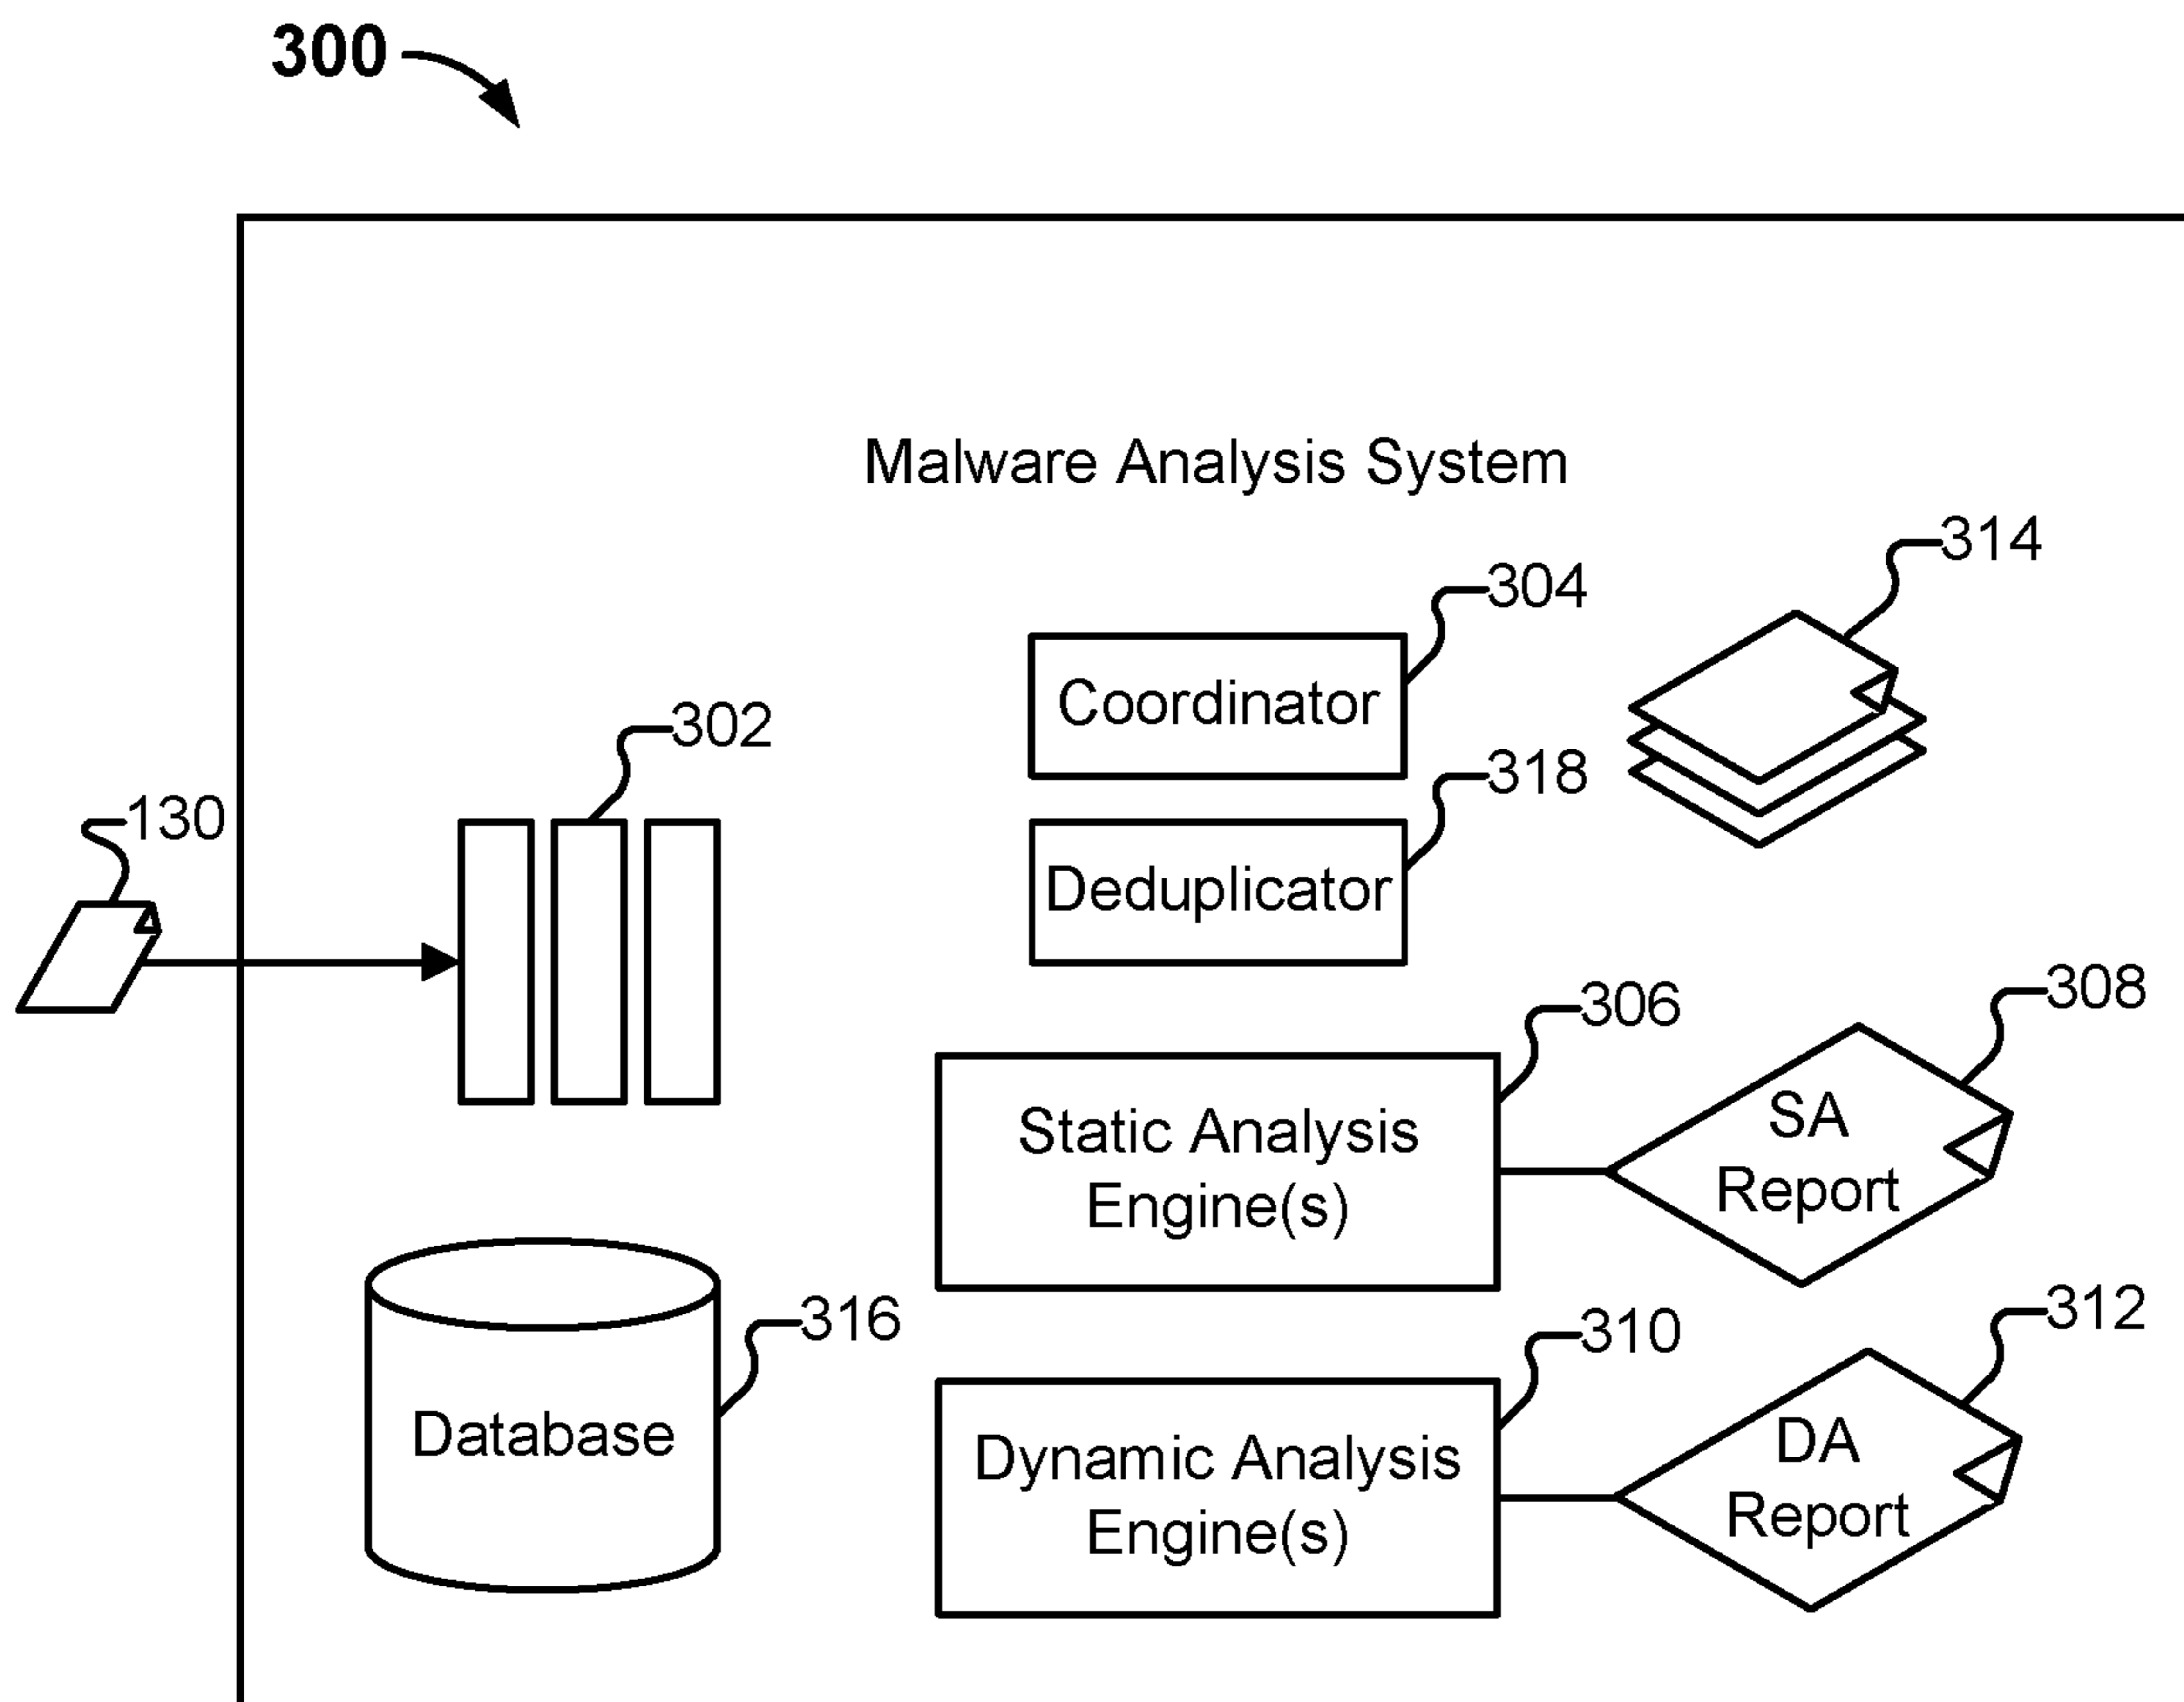 300
Malware Analysis System
314
304
Coordinator
302
318
130
Deduplicator
308
306
SA
Report
Static Analysis
Engine(s)
316
312
310
Database
DA
Report
Dynamic Analysis
Engine(s)